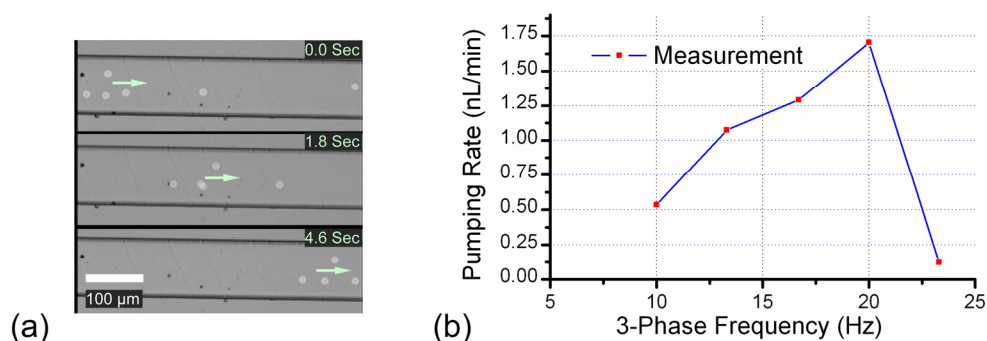 0.0 Sec
1.8 Sec
4.6 Sec
100 µm
(a)
Pumping Rate (nL/min)
1.75
1.50
1.25
1.00
0.75
0.50
0.25
0.00
Measurement
5
10
15
20
25
3-Phase Frequency (Hz)
(b)